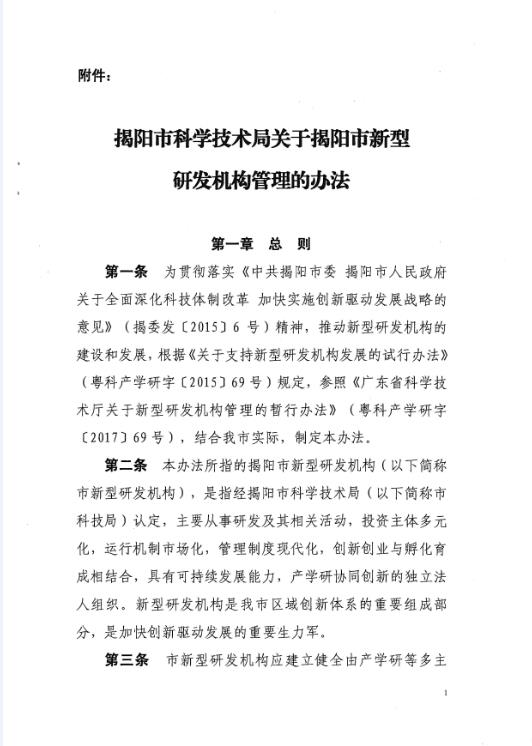 附件：
揭阳市科学技术局关于揭阳市新型
研发机构管理的办法
第一章 总 则
第一条 为贯彻落实《中共揭阳市委 揭阳市人民政府
关于全面深化科技体制改革 加快实施创新驱动发展战略的
意见》（揭委发〔2015〕6 号）精神，推动新型研发机构的
建设和发展，根据《关于支持新型研发机构发展的试行办法》
（粤科产学研字〔2015〕69 号）规定，参照《广东省科学技
术厅关于新型研发机构管理的暂行办法》（粤科产学研字
〔2017〕69 号），结合我市实际，制定本办法。
第二条 本办法所指的揭阳市新型研发机构（以下简称
市新型研发机构），是指经揭阳市科学技术局（以下简称市
科技局）认定，主要从事研发及其相关活动，投资主体多元
化，运行机制市场化，管理制度现代化，创新创业与孵化育
成相结合，具有可持续发展能力，产学研协同创新的独立法
人组织。新型研发机构是我市区域创新体系的重要组成部
分，是加快创新驱动发展的重要生力军。
第三条 市新型研发机构应建立健全由产学研等多主
1